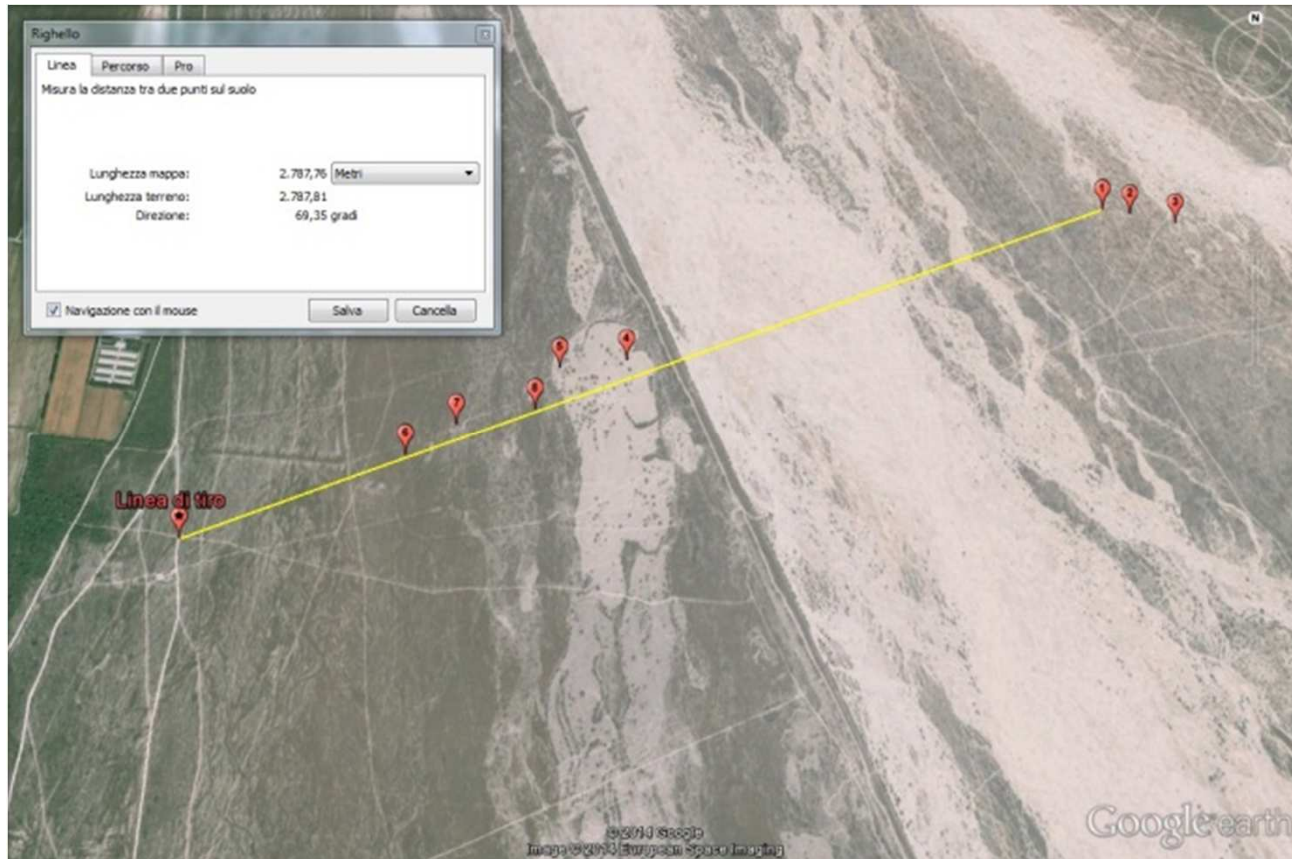 Righello
Linea Percorso Pro
Misura la distanza tra due punti sul suolo
Lunghezza mappa: 2.787,76 Metri
Lunghezza terreno: 2.787,81
Direzione: 69,35 gradi
Navigazione con il mouse Salva Cancella
N
1 2 3
4
5
7
Linea di tiro
© 2014 Google
Image © 2014 European Space Imaging
Google earth